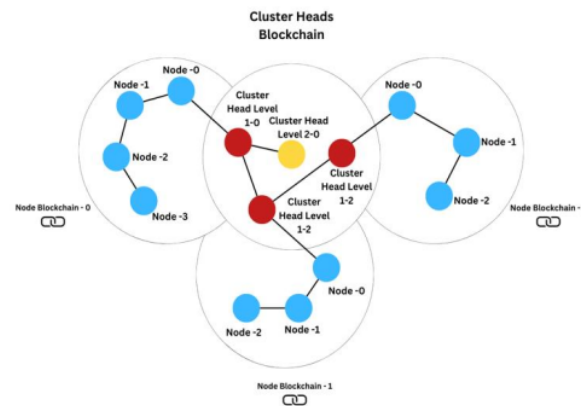 Cluster Heads
Blockchain
Node -0
Node -1
Node -2
Node -3
Node Blockchain - 0
Cluster
Head Level
1-0
Cluster Head
Level 2-0
Cluster
Head Level
1-2
Cluster
Head Level
1-2
Node -0
Node -1
Node -2
Node Blockchain -
Node -0
Node -1
Node -2
Node Blockchain - 1